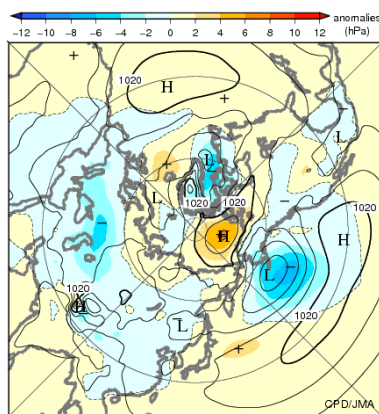 anomalies
−12 −10 −8 −6 −4 −2 0 2 4 6 8 10 12 (hPa)
+
1020 H
+
−
+ L L
L 1020 1020
− H H
L −
1020
H 1020
− L
+
CPD/JMA